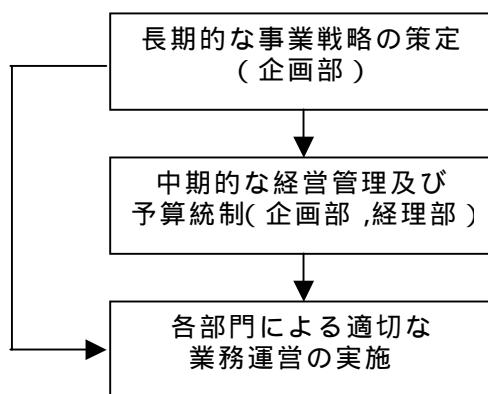 長期的な事業戦略の策定
(企画部)
中期的な経営管理及び
予算統制(企画部,経理部)
各部門による適切な
業務運営の実施